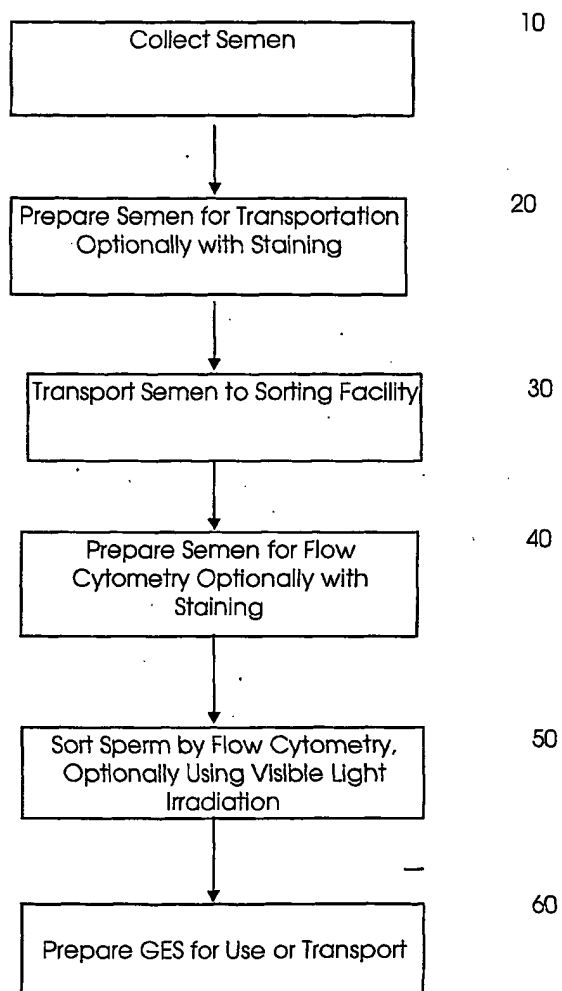 10
Collect Semen
20
Prepare Semen for Transportation
Optionally with Staining
30
Transport Semen to Sorting Facility
40
Prepare Semen for Flow
Cytometry Optionally with
Staining
50
Sort Sperm by Flow Cytometry,
Optionally Using Visible Light
Irradiation
60
Prepare GES for Use or Transport